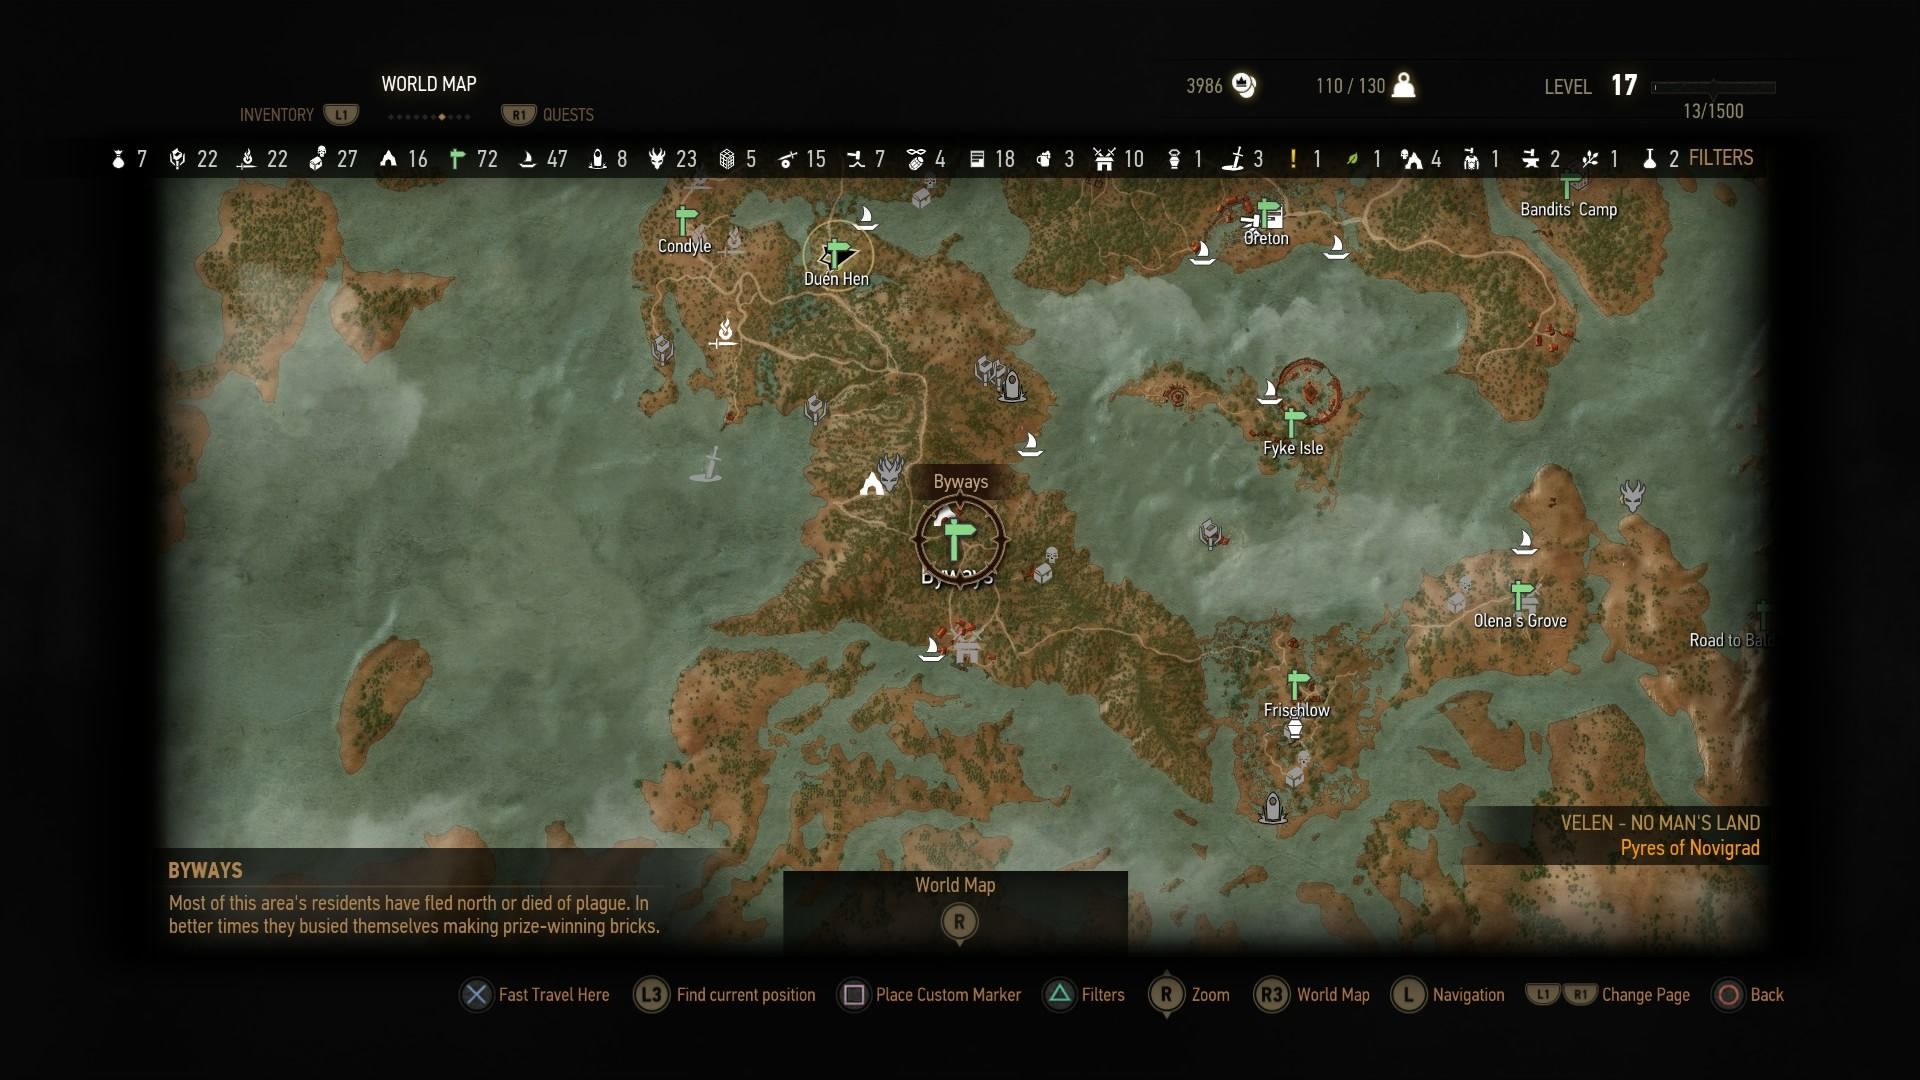 WORLD MAP
3986
110 / 130
LEVEL 17
INVENTORY L1
R1 QUESTS
13/1500
7 22 22 27 16 72 47 8 23 5 15 7 4 18 3 10 1 3 1 1 4 1 2 1 2 FILTERS
Bandits' Camp
Condyle
Oreton
Duén Hen
Fyke Isle
Byways
Byways
Olena's Grove
Road to Bald
Frischlow
VELEN - NO MAN'S LAND
Pyres of Novigrad
BYWAYS
Most of this area's residents have fled north or died of plague. In
better times they busied themselves making prize-winning bricks.
World Map
R
Fast Travel Here
L3 Find current position
Place Custom Marker
Filters
R Zoom
R3 World Map
L Navigation
L1 R1 Change Page
Back